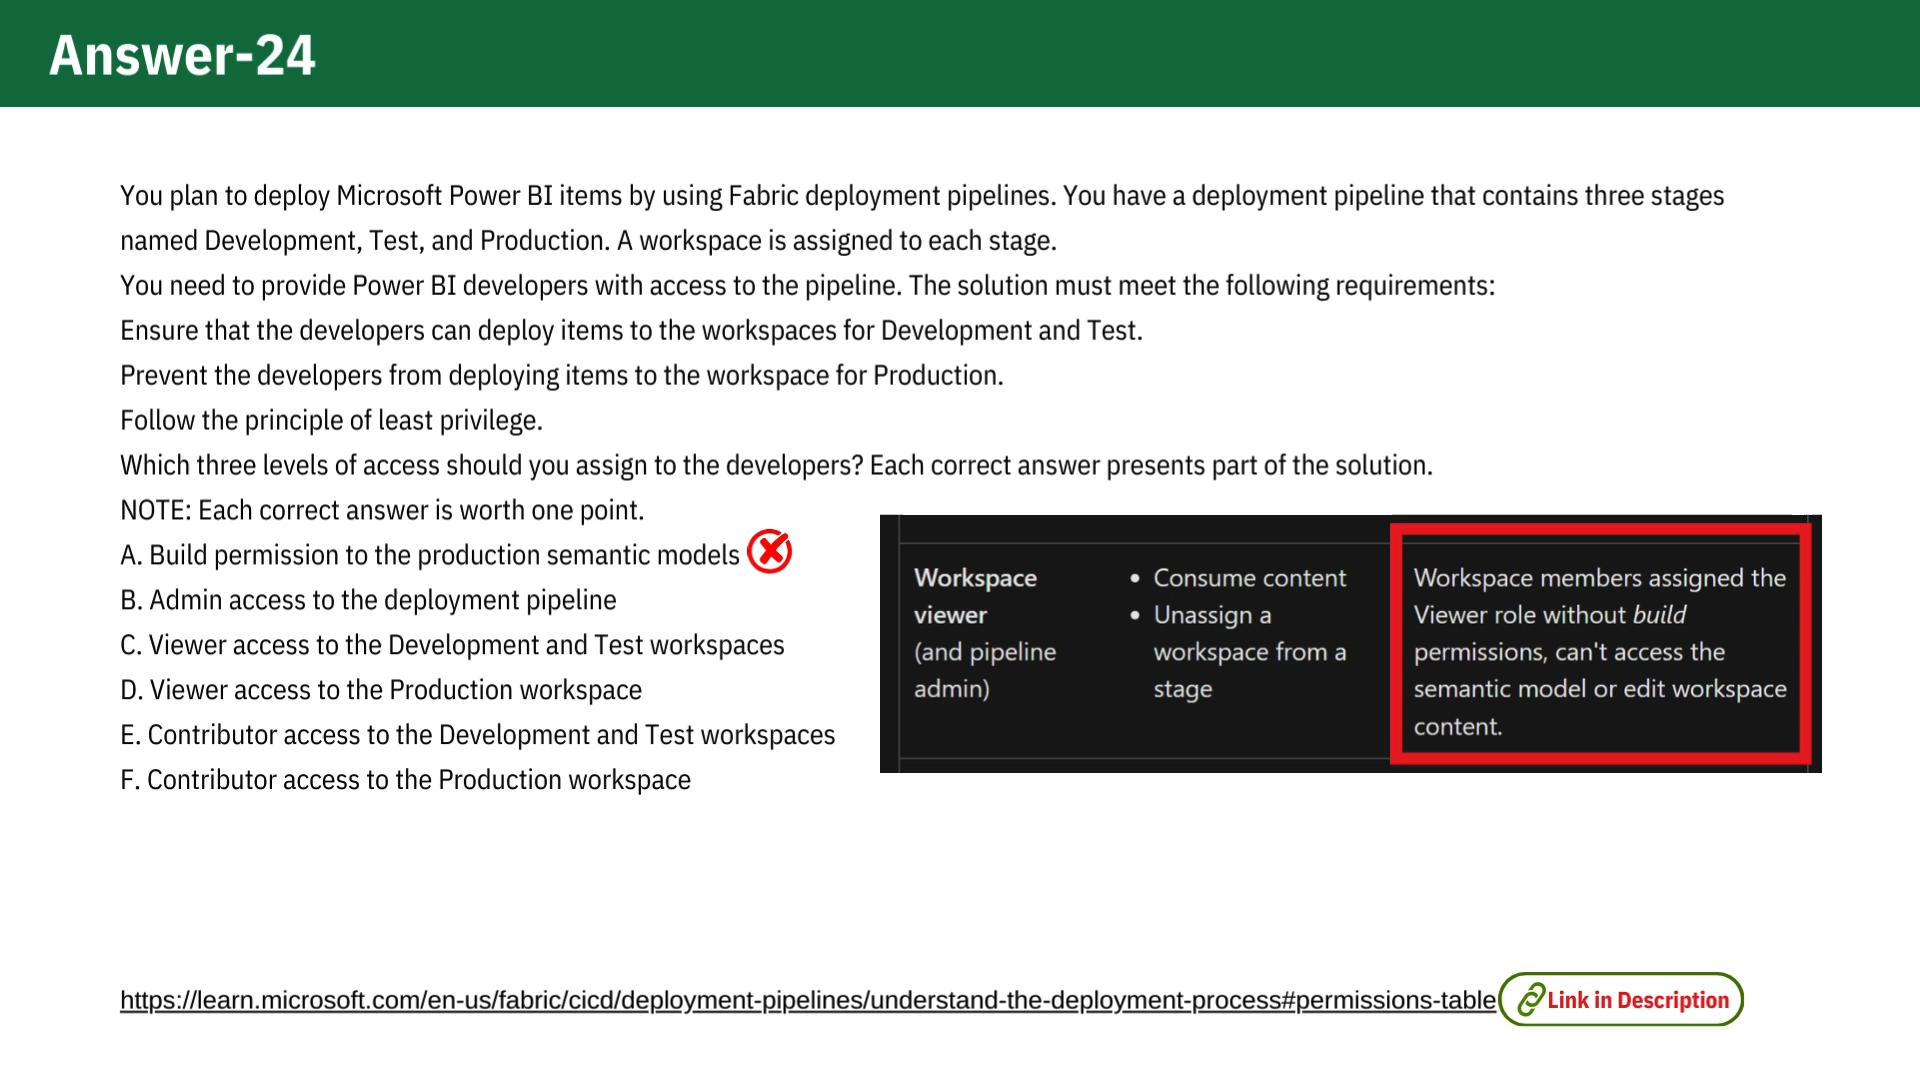 Answer-24
You plan to deploy Microsoft Power BI items by using Fabric deployment pipelines. You have a deployment pipeline that contains three stages
named Development, Test, and Production. A workspace is assigned to each stage.
You need to provide Power BI developers with access to the pipeline. The solution must meet the following requirements:
Ensure that the developers can deploy items to the workspaces for Development and Test.
Prevent the developers from deploying items to the workspace for Production.
Follow the principle of least privilege.
Which three levels of access should you assign to the developers? Each correct answer presents part of the solution.
NOTE: Each correct answer is worth one point.
A. Build permission to the production semantic models
B. Admin access to the deployment pipeline
C. Viewer access to the Development and Test workspaces
D. Viewer access to the Production workspace
E. Contributor access to the Development and Test workspaces
F. Contributor access to the Production workspace
Workspace
viewer
(and pipeline
admin)
• Consume content
• Unassign a
workspace from a
stage
Workspace members assigned the
Viewer role without build
permissions, can't access the
semantic model or edit workspace
content.
https://learn.microsoft.com/en-us/fabric/cicd/deployment-pipelines/understand-the-deployment-process#permissions-table
Link in Description